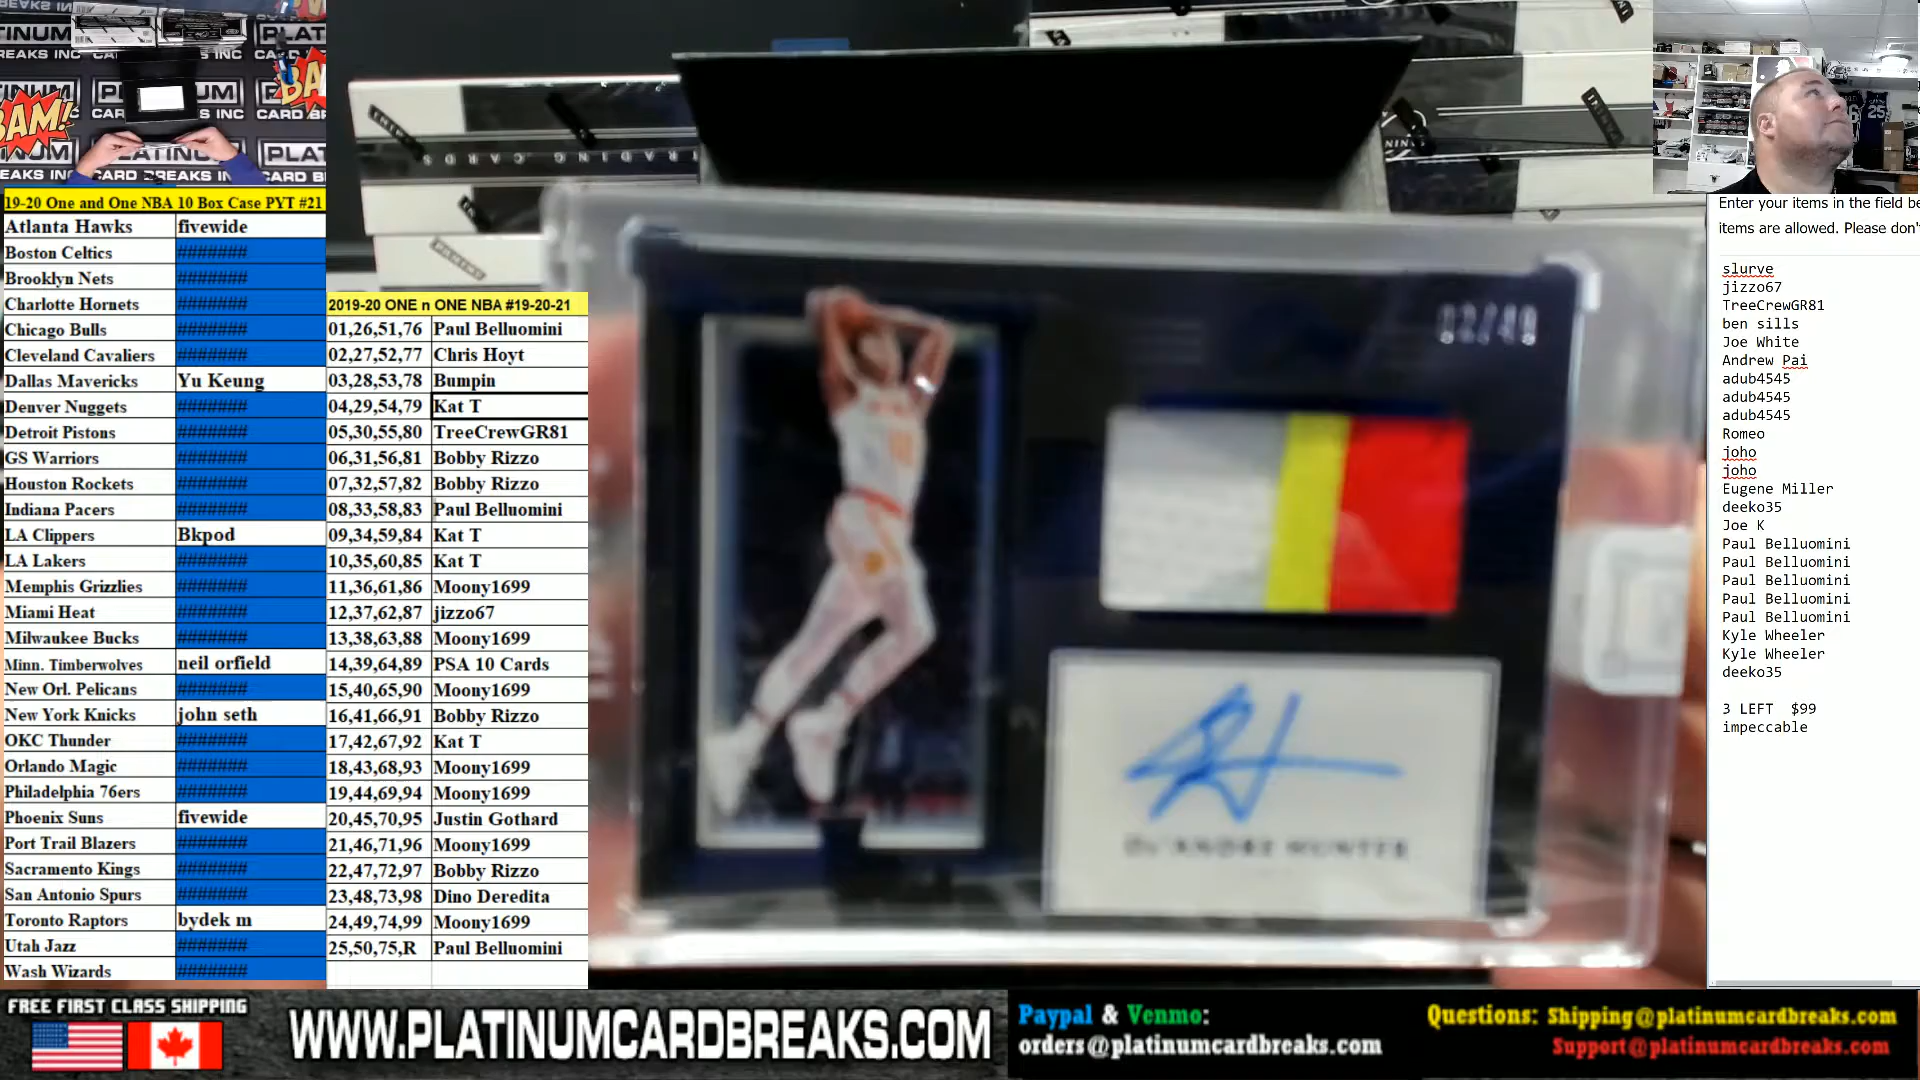 19-20 One and One NBA 10 Box Case PYT #21
Atlanta Hawks fivewide
Boston Celtics #######
Brooklyn Nets #######
Charlotte Hornets #######
Chicago Bulls #######
Cleveland Cavaliers #######
Dallas Mavericks Yu Keung
Denver Nuggets #######
Detroit Pistons #######
GS Warriors #######
Houston Rockets #######
Indiana Pacers #######
LA Clippers Bkpod
LA Lakers #######
Memphis Grizzlies #######
Miami Heat #######
Milwaukee Bucks #######
Minn. Timberwolves neil orfield
New Orl. Pelicans #######
New York Knicks john seth
OKC Thunder #######
Orlando Magic #######
Philadelphia 76ers #######
Phoenix Suns fivewide
Port Trail Blazers #######
Sacramento Kings #######
San Antonio Spurs #######
Toronto Raptors bydek m
Utah Jazz #######
Wash Wizards #######
2019-20 ONE n ONE NBA #19-20-21
01,26,51,76 Paul Belluomini
02,27,52,77 Chris Hoyt
03,28,53,78 Bumpin
04,29,54,79 Kat T
05,30,55,80 TreeCrewGR81
06,31,56,81 Bobby Rizzo
07,32,57,82 Bobby Rizzo
08,33,58,83 Paul Belluomini
09,34,59,84 Kat T
10,35,60,85 Kat T
11,36,61,86 Moony1699
12,37,62,87 jizzo67
13,38,63,88 Moony1699
14,39,64,89 PSA 10 Cards
15,40,65,90 Moony1699
16,41,66,91 Bobby Rizzo
17,42,67,92 Kat T
18,43,68,93 Moony1699
19,44,69,94 Moony1699
20,45,70,95 Justin Gothard
21,46,71,96 Moony1699
22,47,72,97 Bobby Rizzo
23,48,73,98 Dino Deredita
24,49,74,99 Moony1699
25,50,75,R Paul Belluomini
DE'ANDRE HUNTER
Enter your items in the field be
items are allowed. Please don'
slurve
jizzo67
TreeCrewGR81
ben sills
Joe White
Andrew Pai
adub4545
adub4545
adub4545
Romeo
joho
joho
Eugene Miller
deeko35
Joe K
Paul Belluomini
Paul Belluomini
Paul Belluomini
Paul Belluomini
Paul Belluomini
Kyle Wheeler
Kyle Wheeler
deeko35
3 LEFT $99
impeccable
FREE FIRST CLASS SHIPPING
WWW.PLATINUMCARDBREAKS.COM
Paypal & Venmo:
orders@platinumcardbreaks.com
Questions: Shipping@platinumcardbreaks.com
Support@platinumcardbreaks.com